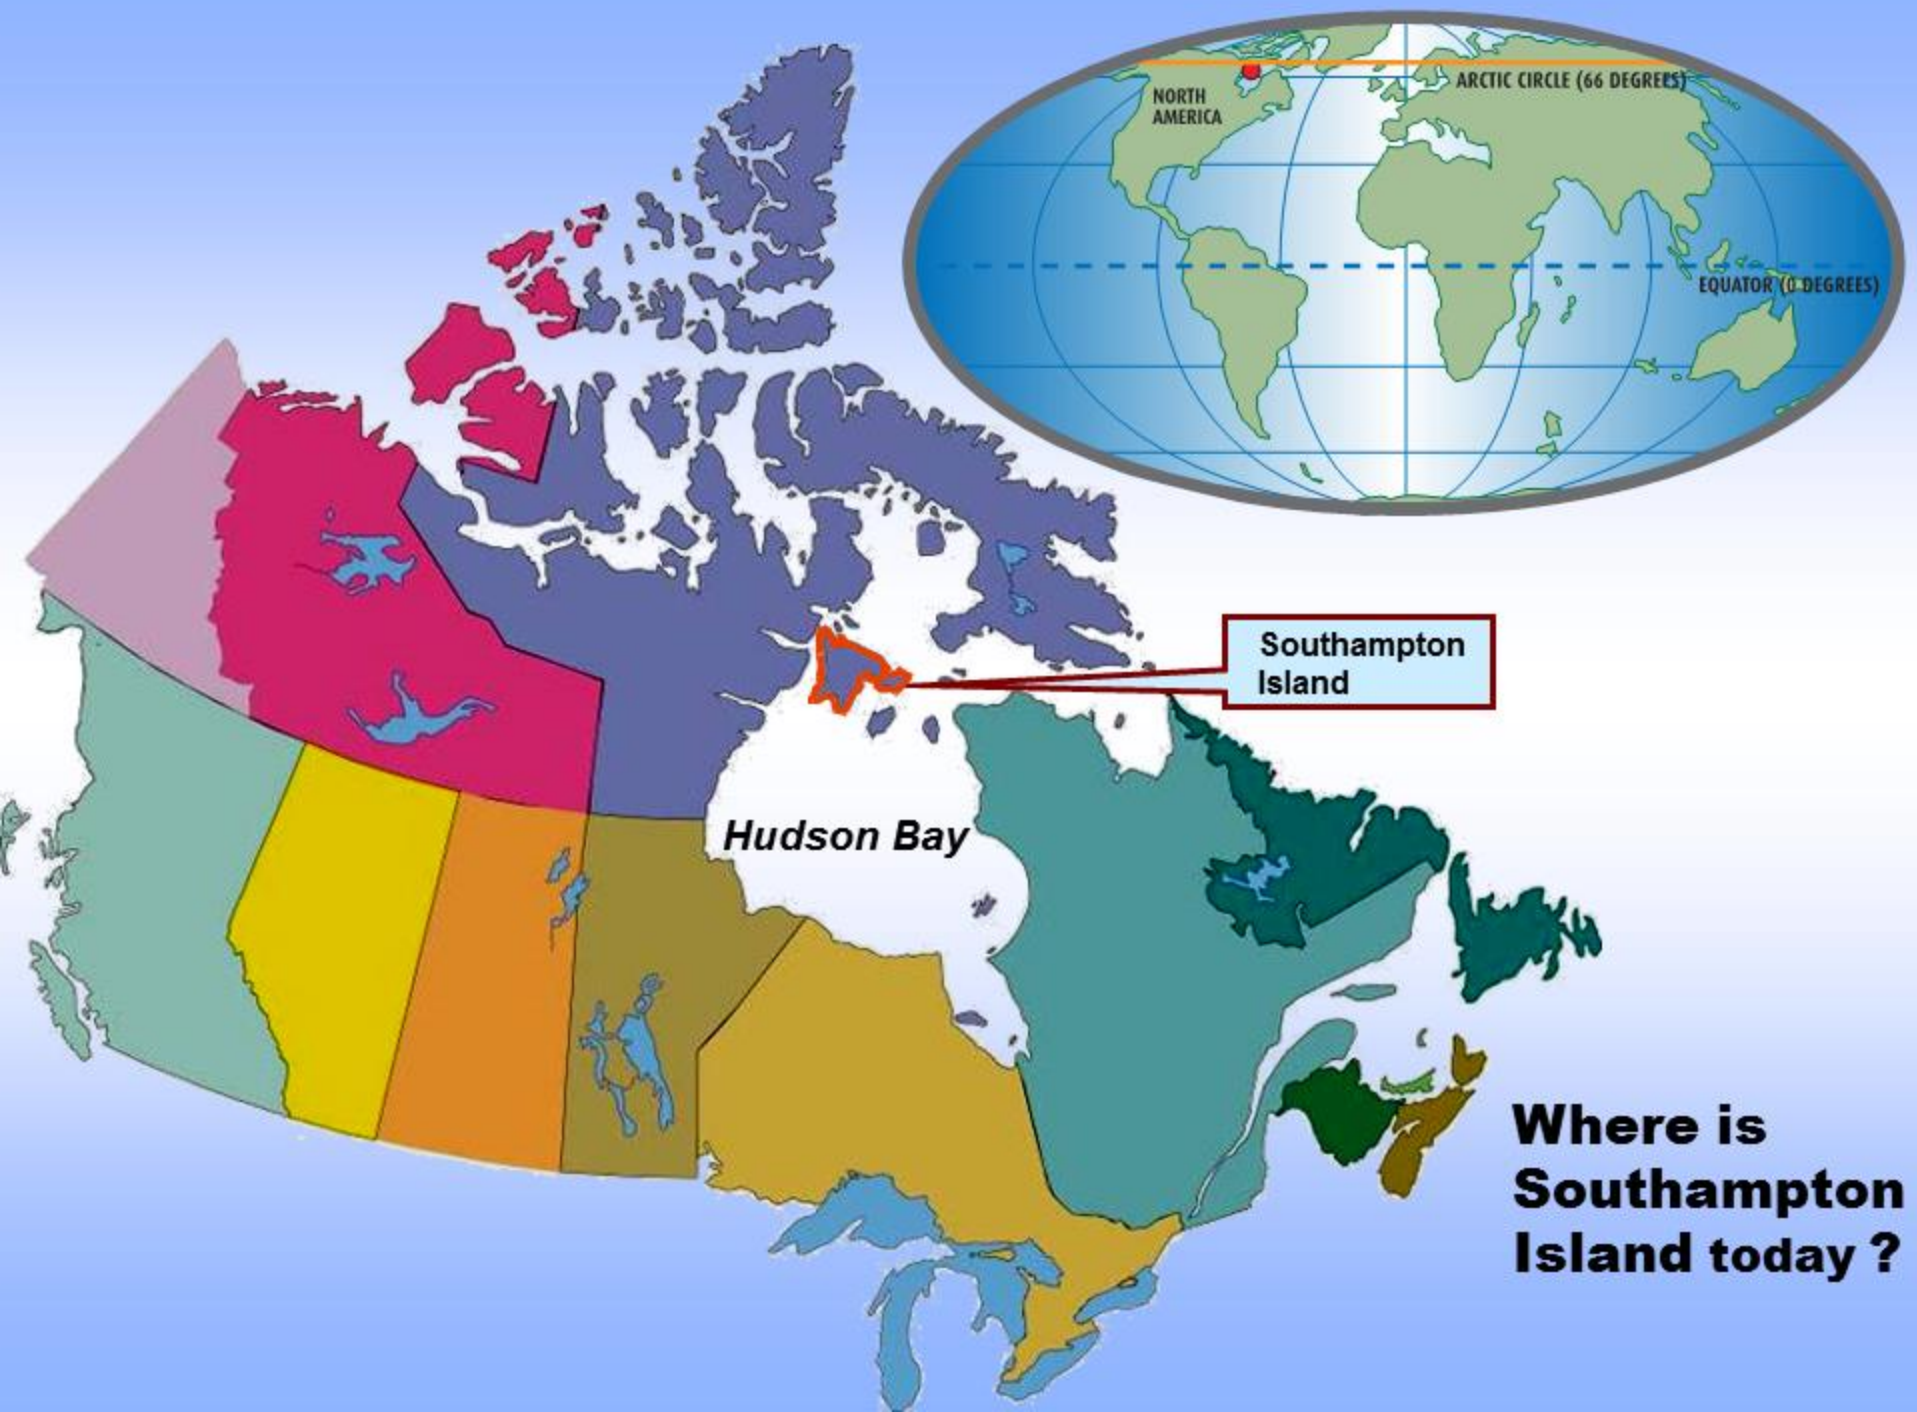 ARCTIC CIRCLE (66 DEGREES)
NORTH
AMERICA
EQUATOR (0 DEGREES)
Southampton
Island
Hudson Bay
Where is
Southampton
Island today ?